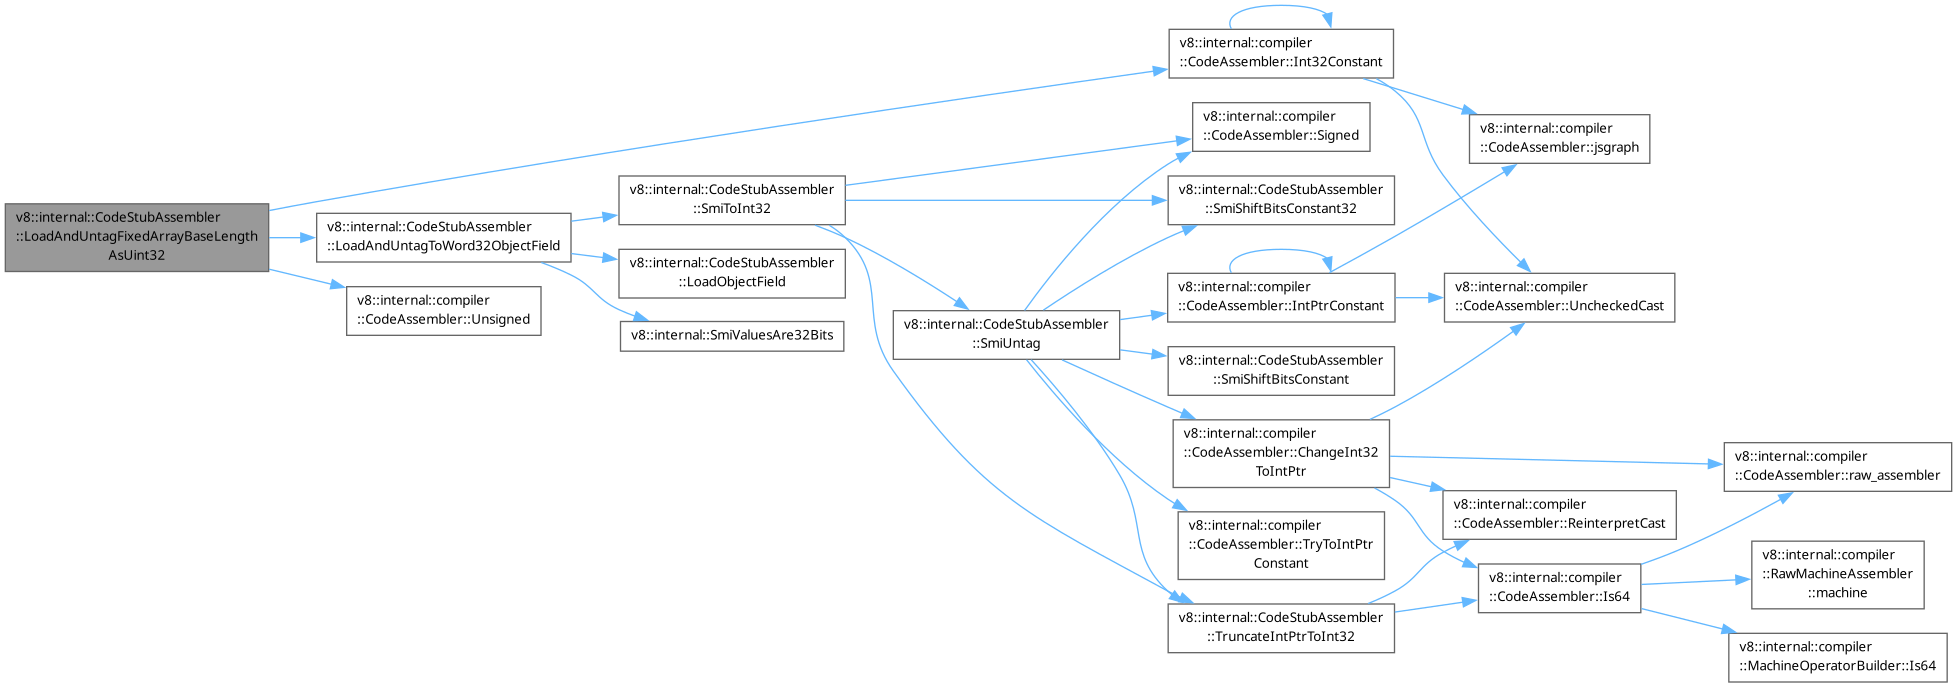 v8::internal::CodeStubAssembler
::LoadAndUntagFixedArrayBaseLength
AsUint32
v8::internal::CodeStubAssembler
::LoadAndUntagToWord32ObjectField
v8::internal::compiler
::CodeAssembler::Unsigned
v8::internal::CodeStubAssembler
::SmiToInt32
v8::internal::CodeStubAssembler
::LoadObjectField
v8::internal::SmiValuesAre32Bits
v8::internal::CodeStubAssembler
::SmiUntag
v8::internal::compiler
::CodeAssembler::Int32Constant
v8::internal::compiler
::CodeAssembler::Signed
v8::internal::CodeStubAssembler
::SmiShiftBitsConstant32
v8::internal::compiler
::CodeAssembler::IntPtrConstant
v8::internal::CodeStubAssembler
::SmiShiftBitsConstant
v8::internal::compiler
::CodeAssembler::ChangeInt32
ToIntPtr
v8::internal::compiler
::CodeAssembler::TryToIntPtr
Constant
v8::internal::CodeStubAssembler
::TruncateIntPtrToInt32
v8::internal::compiler
::CodeAssembler::jsgraph
v8::internal::compiler
::CodeAssembler::UncheckedCast
v8::internal::compiler
::CodeAssembler::ReinterpretCast
v8::internal::compiler
::CodeAssembler::Is64
v8::internal::compiler
::CodeAssembler::raw_assembler
v8::internal::compiler
::RawMachineAssembler
::machine
v8::internal::compiler
::MachineOperatorBuilder::Is64